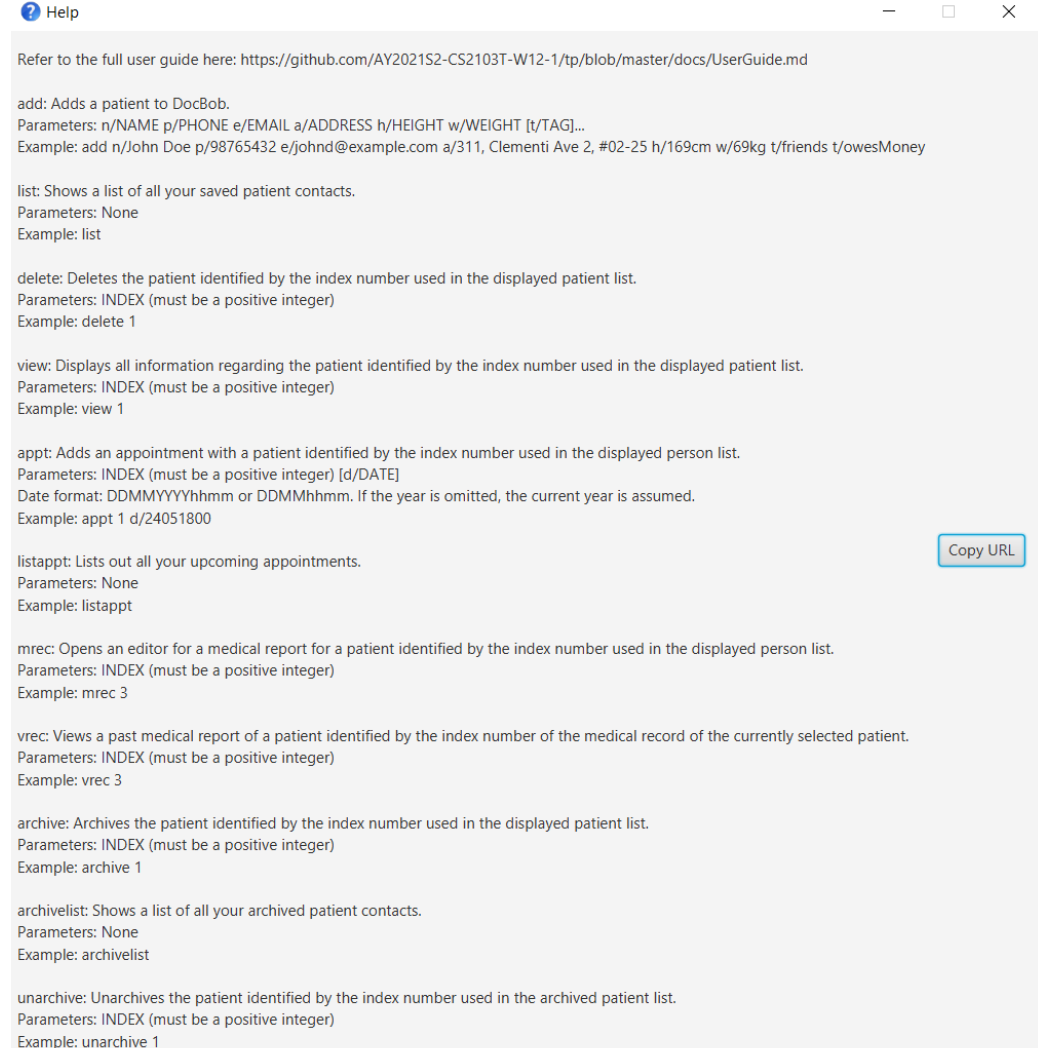 Help
Refer to the full user guide here: https://github.com/AY2021S2-CS2103T-W12-1/tp/blob/master/docs/UserGuide.md
add: Adds a patient to DocBob.
Parameters: n/NAME p/PHONE e/EMAIL a/ADDRESS h/HEIGHT w/WEIGHT [t/TAG]...
Example: add n/John Doe p/98765432 e/johnd@example.com a/311, Clementi Ave 2, #02-25 h/169cm w/69kg t/friends t/owesMoney
list: Shows a list of all your saved patient contacts.
Parameters: None
Example: list
delete: Deletes the patient identified by the index number used in the displayed patient list.
Parameters: INDEX (must be a positive integer)
Example: delete 1
view: Displays all information regarding the patient identified by the index number used in the displayed patient list.
Parameters: INDEX (must be a positive integer)
Example: view 1
appt: Adds an appointment with a patient identified by the index number used in the displayed person list.
Parameters: INDEX (must be a positive integer) [d/DATE]
Date format: DDMMYYYYhhmm or DDMMhhmm. If the year is omitted, the current year is assumed.
Example: appt 1 d/24051800
Copy URL
listappt: Lists out all your upcoming appointments.
Parameters: None
Example: listappt
mrec: Opens an editor for a medical report for a patient identified by the index number used in the displayed person list.
Parameters: INDEX (must be a positive integer)
Example: mrec 3
vrec: Views a past medical report of a patient identified by the index number of the medical record of the currently selected patient.
Parameters: INDEX (must be a positive integer)
Example: vrec 3
archive: Archives the patient identified by the index number used in the displayed patient list.
Parameters: INDEX (must be a positive integer)
Example: archive 1
archivelist: Shows a list of all your archived patient contacts.
Parameters: None
Example: archivelist
unarchive: Unarchives the patient identified by the index number used in the archived patient list.
Parameters: INDEX (must be a positive integer)
Example: unarchive 1